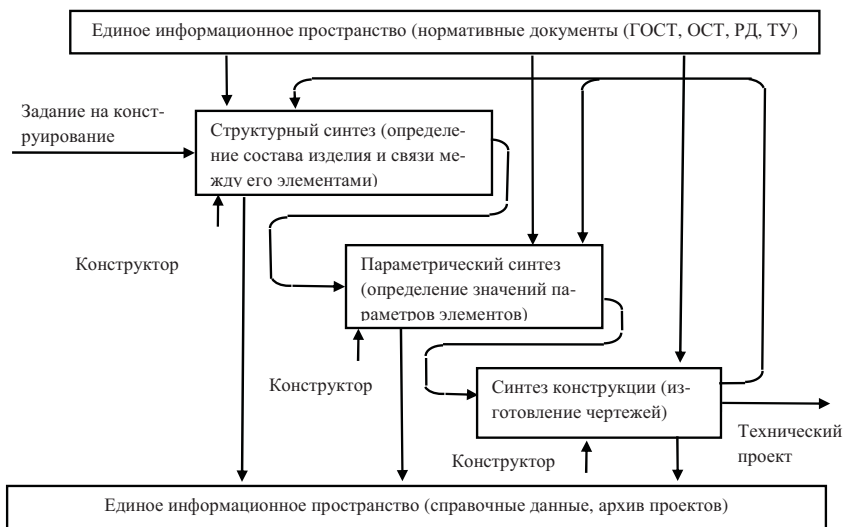 Единое информационное пространство (нормативные документы (ГОСТ, ОСТ, РД, ТУ)
Задание на конст-
руирование
Структурный синтез (определе-
ние состава изделия и связи ме-
жду его элементами)
Конструктор
Параметрический синтез
(определение значений па-
раметров элементов)
Конструктор
Синтез конструкции (из-
готовление чертежей)
Технический
проект
Конструктор
Единое информационное пространство (справочные данные, архив проектов)